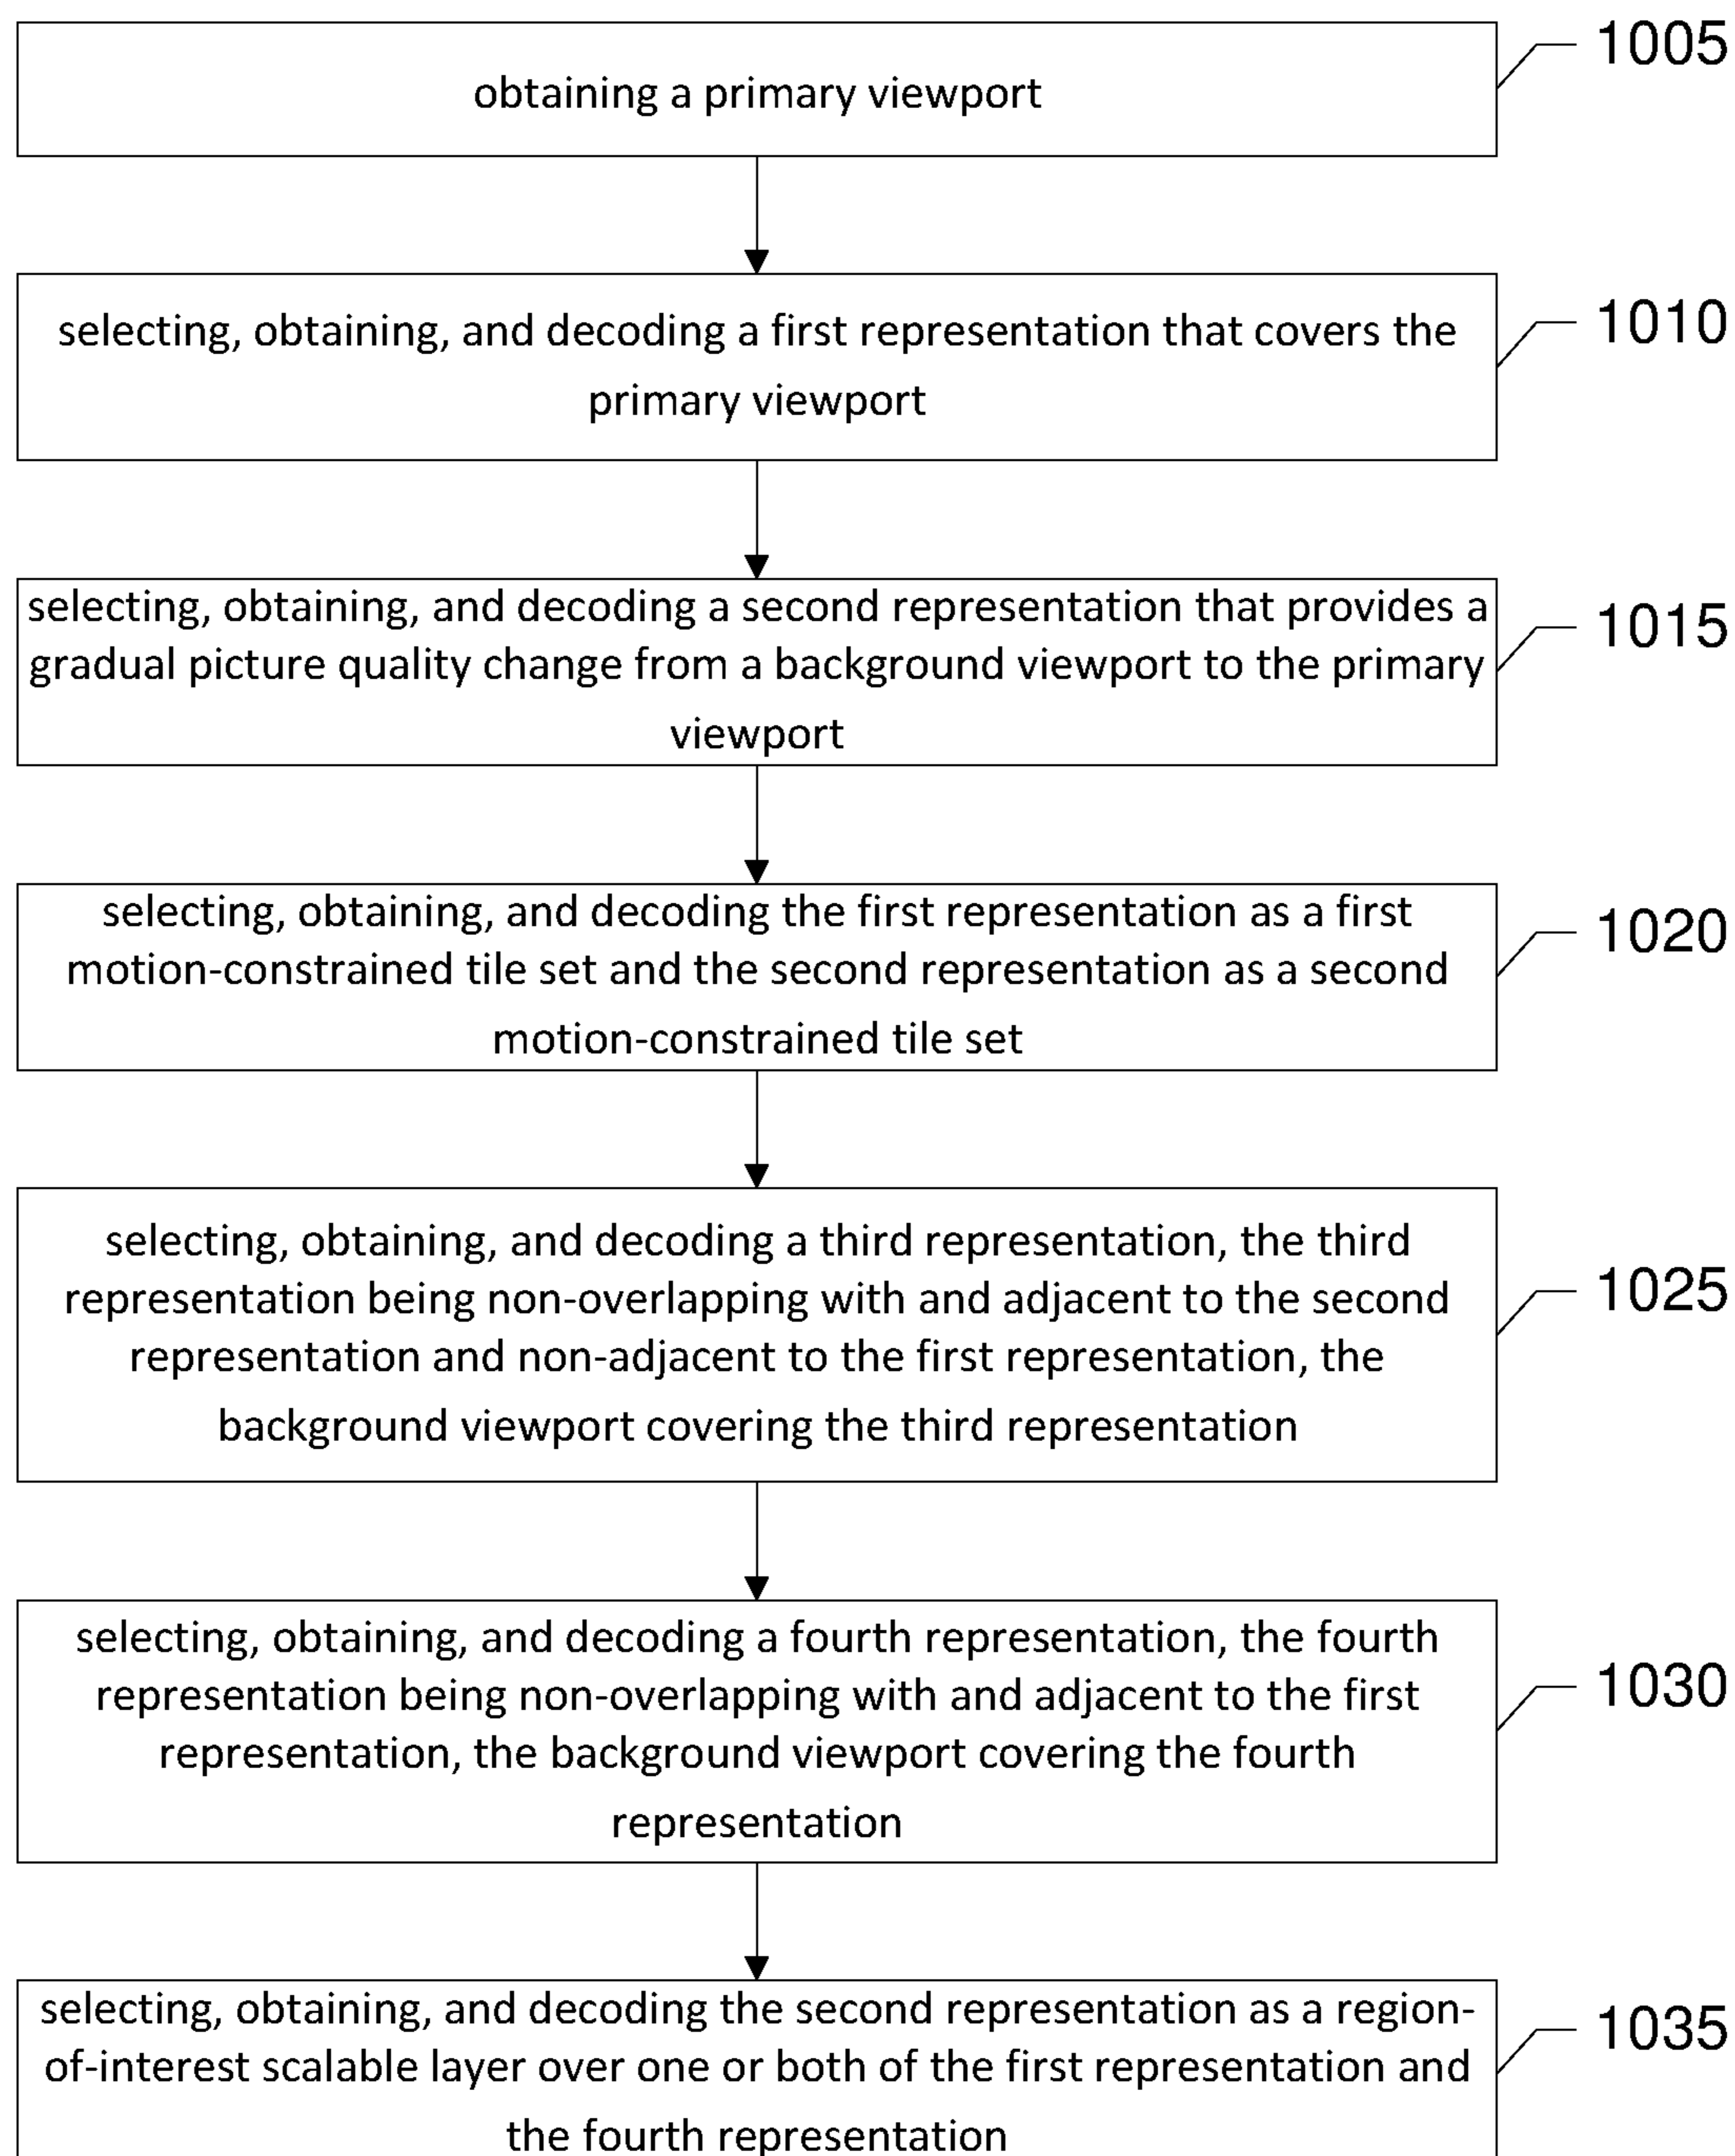 obtaining a primary viewport
1005
selecting, obtaining, and decoding a first representation that covers the
primary viewport
1010
selecting, obtaining, and decoding a second representation that provides a
gradual picture quality change from a background viewport to the primary
viewport
1015
selecting, obtaining, and decoding the first representation as a first
motion-constrained tile set and the second representation as a second
motion-constrained tile set
1020
selecting, obtaining, and decoding a third representation, the third
representation being non-overlapping with and adjacent to the second
representation and non-adjacent to the first representation, the
background viewport covering the third representation
1025
selecting, obtaining, and decoding a fourth representation, the fourth
representation being non-overlapping with and adjacent to the first
representation, the background viewport covering the fourth
representation
1030
selecting, obtaining, and decoding the second representation as a region-
of-interest scalable layer over one or both of the first representation and
the fourth representation
1035